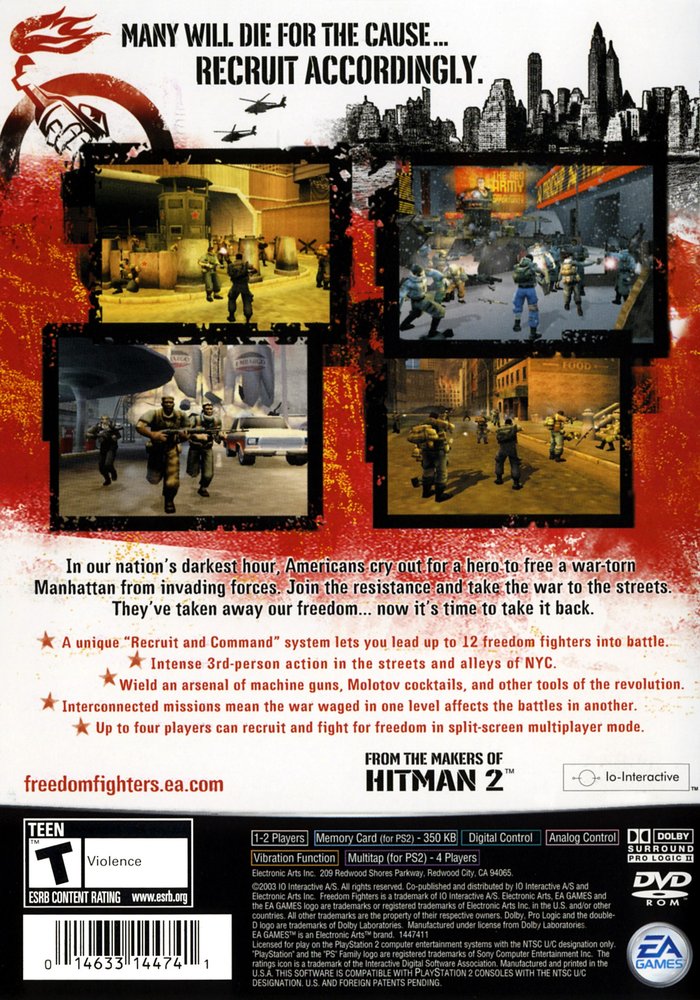 MANY WILL DIE FOR THE CAUSE...
RECRUIT ACCORDINGLY.
THE RED
ARMY
FOOD
In our nation's darkest hour, Americans cry out for a hero to free a war-torn
Manhattan from invading forces. Join the resistance and take the war to the streets.
They've taken away our freedom... now it's time to take it back.
A unique "Recruit and Command" system lets you lead up to 12 freedom fighters into battle.
Intense 3rd-person action in the streets and alleys of NYC.
Wield an arsenal of machine guns, Molotov cocktails, and other tools of the revolution.
Interconnected missions mean the war waged in one level affects the battles in another.
Up to four players can recruit and fight for freedom in split-screen multiplayer mode.
freedomfighters.ea.com
FROM THE MAKERS OF
HITMAN 2™
Io-Interactive™
TEEN
T™
Violence
ESRB CONTENT RATING www.esrb.org
0 14633 14474 1
1-2 Players Memory Card (for PS2) - 350 KB Digital Control Analog Control
Vibration Function Multitap (for PS2) - 4 Players
Electronic Arts Inc. 209 Redwood Shores Parkway, Redwood City, CA 94065.
©2003 IO Interactive A/S. All rights reserved. Co-published and distributed by IO Interactive A/S and
Electronic Arts Inc. Freedom Fighters is a trademark of IO Interactive A/S. Electronic Arts, EA GAMES and
the EA GAMES logo are trademarks or registered trademarks of Electronic Arts Inc. in the U.S. and/or other
countries. All other trademarks are the property of their respective owners. Dolby, Pro Logic and the double-
D logo are trademarks of Dolby Laboratories. Manufactured under license from Dolby Laboratories.
EA GAMES™ is an Electronic Arts™ brand. 1447411
Licensed for play on the PlayStation 2 computer entertainment systems with the NTSC U/C designation only.
"PlayStation" and the "PS" Family logo are registered trademarks of Sony Computer Entertainment Inc. The
ratings icon is a trademark of the Interactive Digital Software Association. Manufactured and printed in the
U.S.A. THIS SOFTWARE IS COMPATIBLE WITH PLAYSTATION 2 CONSOLES WITH THE NTSC U/C
DESIGNATION. U.S. AND FOREIGN PATENTS PENDING.
DOLBY
SURROUND
PRO LOGIC II
DVD
ROM™
EA
GAMES™